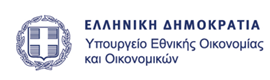 ΕΛΛΗΝΙΚΗ ΔΗΜΟΚΡΑΤΙΑ
Υπουργείο Εθνικής Οικονομίας
και Οικονομικών